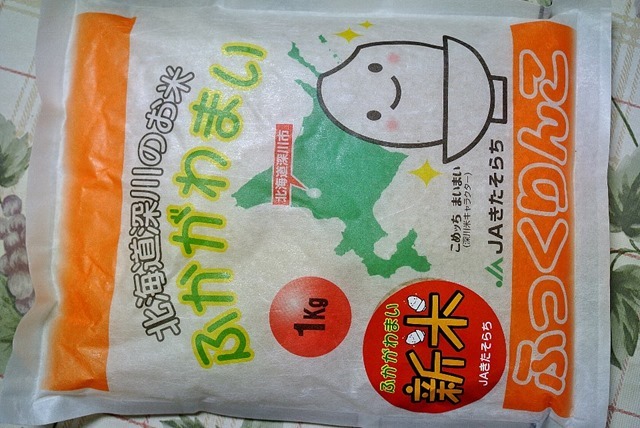 北海道深川のお米
ふかがわまい
北海道深川市
こめッち まいまい
(深川米キャラクター)
JAきたそらち
1Kg
ふかがわまい
新米
JAきたそらち
ふっくりんこ